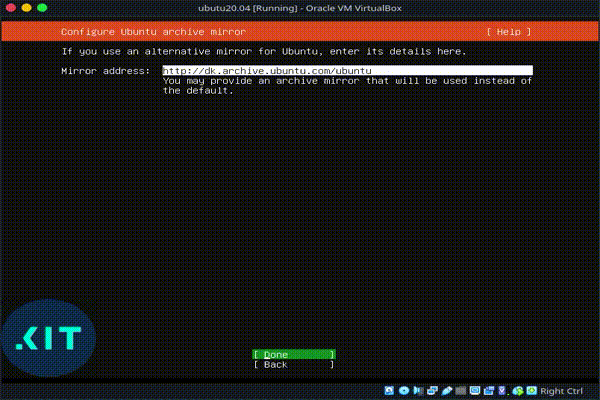 ubutu20.04 [Running] - Oracle VM VirtualBox
Configure Ubuntu archive mirror [ Help ]
If you use an alternative mirror for Ubuntu, enter its details here.
Mirror address: http://dk.archive.ubuntu.com/ubuntu
You may provide an archive mirror that will be used instead of
the default.
.KIT
[ Done ]
[ Back ]
Right Ctrl